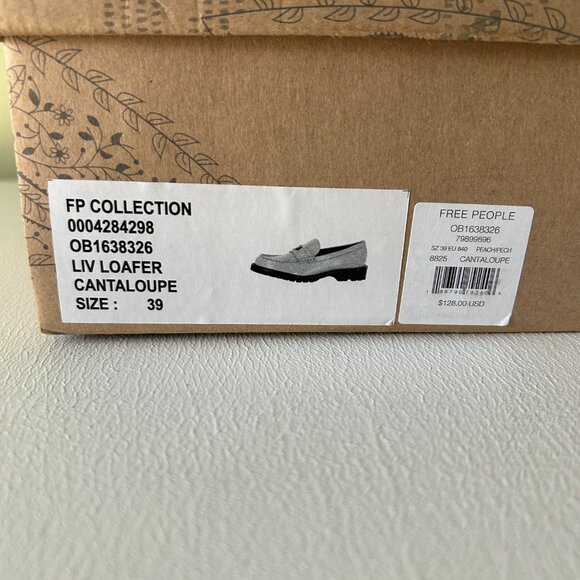 FP COLLECTION
0004284298
OB1638326
LIV LOAFER
CANTALOUPE
SIZE : 39
FREE PEOPLE
OB1638326
79899696
SZ 39 EU 840 PEACH/PECH
8825 CANTALOUPE
$128.00 USD